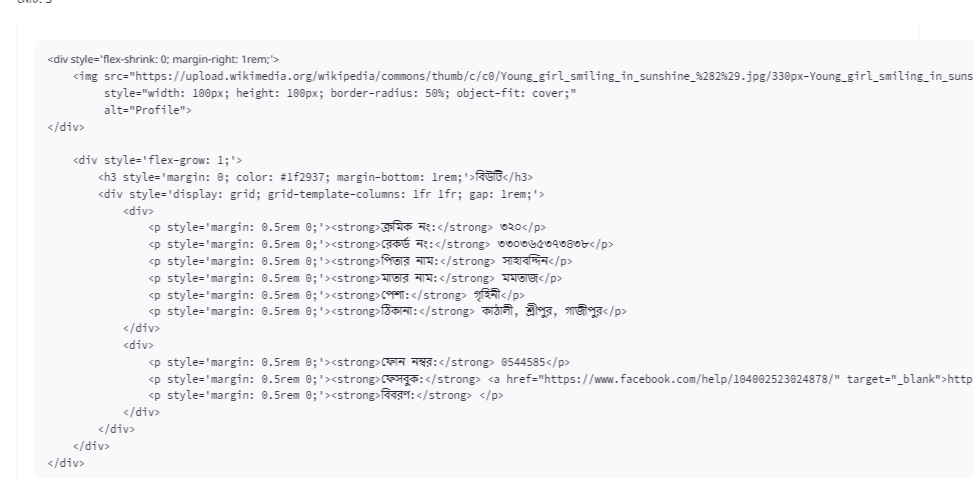 <div style='flex-shrink: 0; margin-right: 1rem;'>
<img src="https://upload.wikimedia.org/wikipedia/commons/thumb/c/c0/Young_girl_smiling_in_sunshine_%282%29.jpg/330px-Young_girl_smiling_in_suns
style="width: 100px; height: 100px; border-radius: 50%; object-fit: cover;"
alt="Profile">
</div>
<div style='flex-grow: 1;'>
<h3 style='margin: 0; color: #1f2937; margin-bottom: 1rem;'>বিউটি</h3>
<div style='display: grid; grid-template-columns: 1fr 1fr; gap: 1rem;'>
<div>
<p style='margin: 0.5rem 0;'><strong>ক্রমিক নং:</strong> ৩২০</p>
<p style='margin: 0.5rem 0;'><strong>রেকর্ড নং:</strong> ৩৩০৩৬৫৩৭৩৪৩৮</p>
<p style='margin: 0.5rem 0;'><strong>পিতার নাম:</strong> সাহাবদ্দিন</p>
<p style='margin: 0.5rem 0;'><strong>মাতার নাম:</strong> মমতাজ</p>
<p style='margin: 0.5rem 0;'><strong>পেশা:</strong> গৃহিনী</p>
<p style='margin: 0.5rem 0;'><strong>ঠিকানা:</strong> কাঠালী, শ্রীপুর, গাজীপুর</p>
</div>
<div>
<p style='margin: 0.5rem 0;'><strong>ফোন নম্বর:</strong> 0544585</p>
<p style='margin: 0.5rem 0;'><strong>ফেসবুক:</strong> <a href="https://www.facebook.com/help/104002523024878/" target="_blank">http
<p style='margin: 0.5rem 0;'><strong>বিবরণ:</strong> </p>
</div>
</div>
</div>
</div>